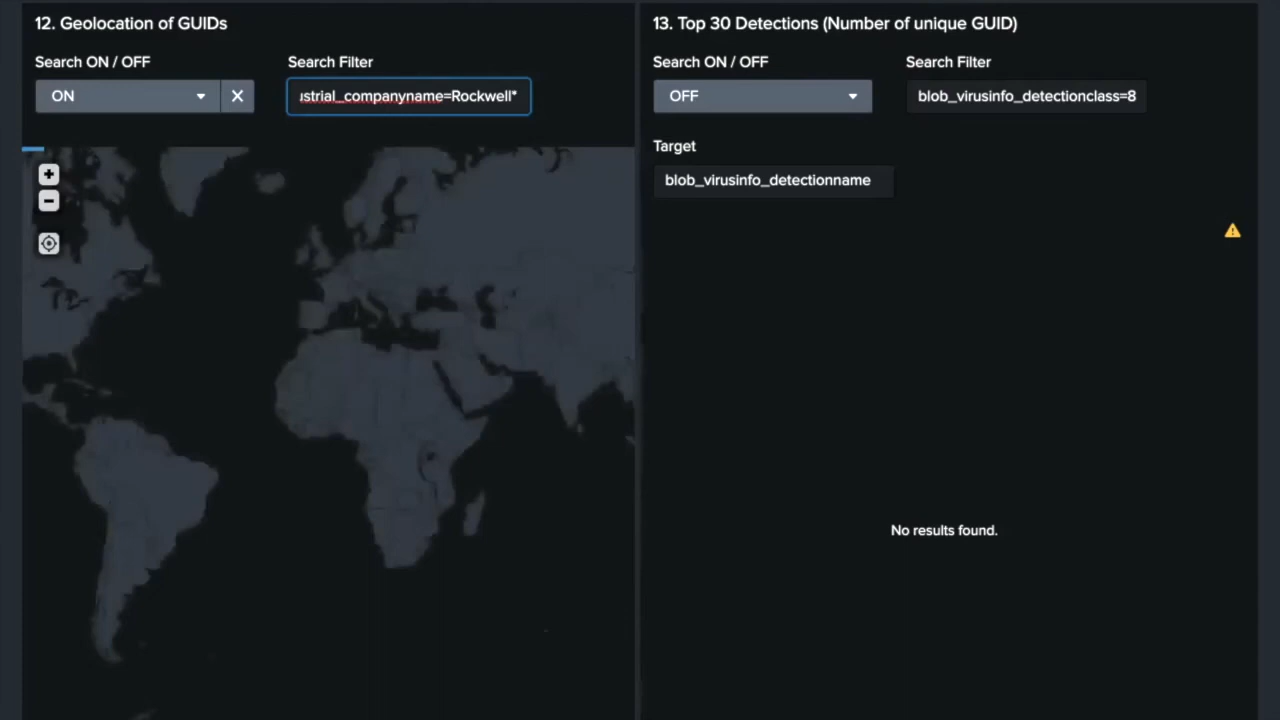 12. Geolocation of GUIDs
Search ON / OFF
Search Filter
ON
ustrial_companyname=Rockwell*
13. Top 30 Detections (Number of unique GUID)
Search ON / OFF
Search Filter
OFF
blob_virusinfo_detectionclass=8
Target
blob_virusinfo_detectionname
No results found.